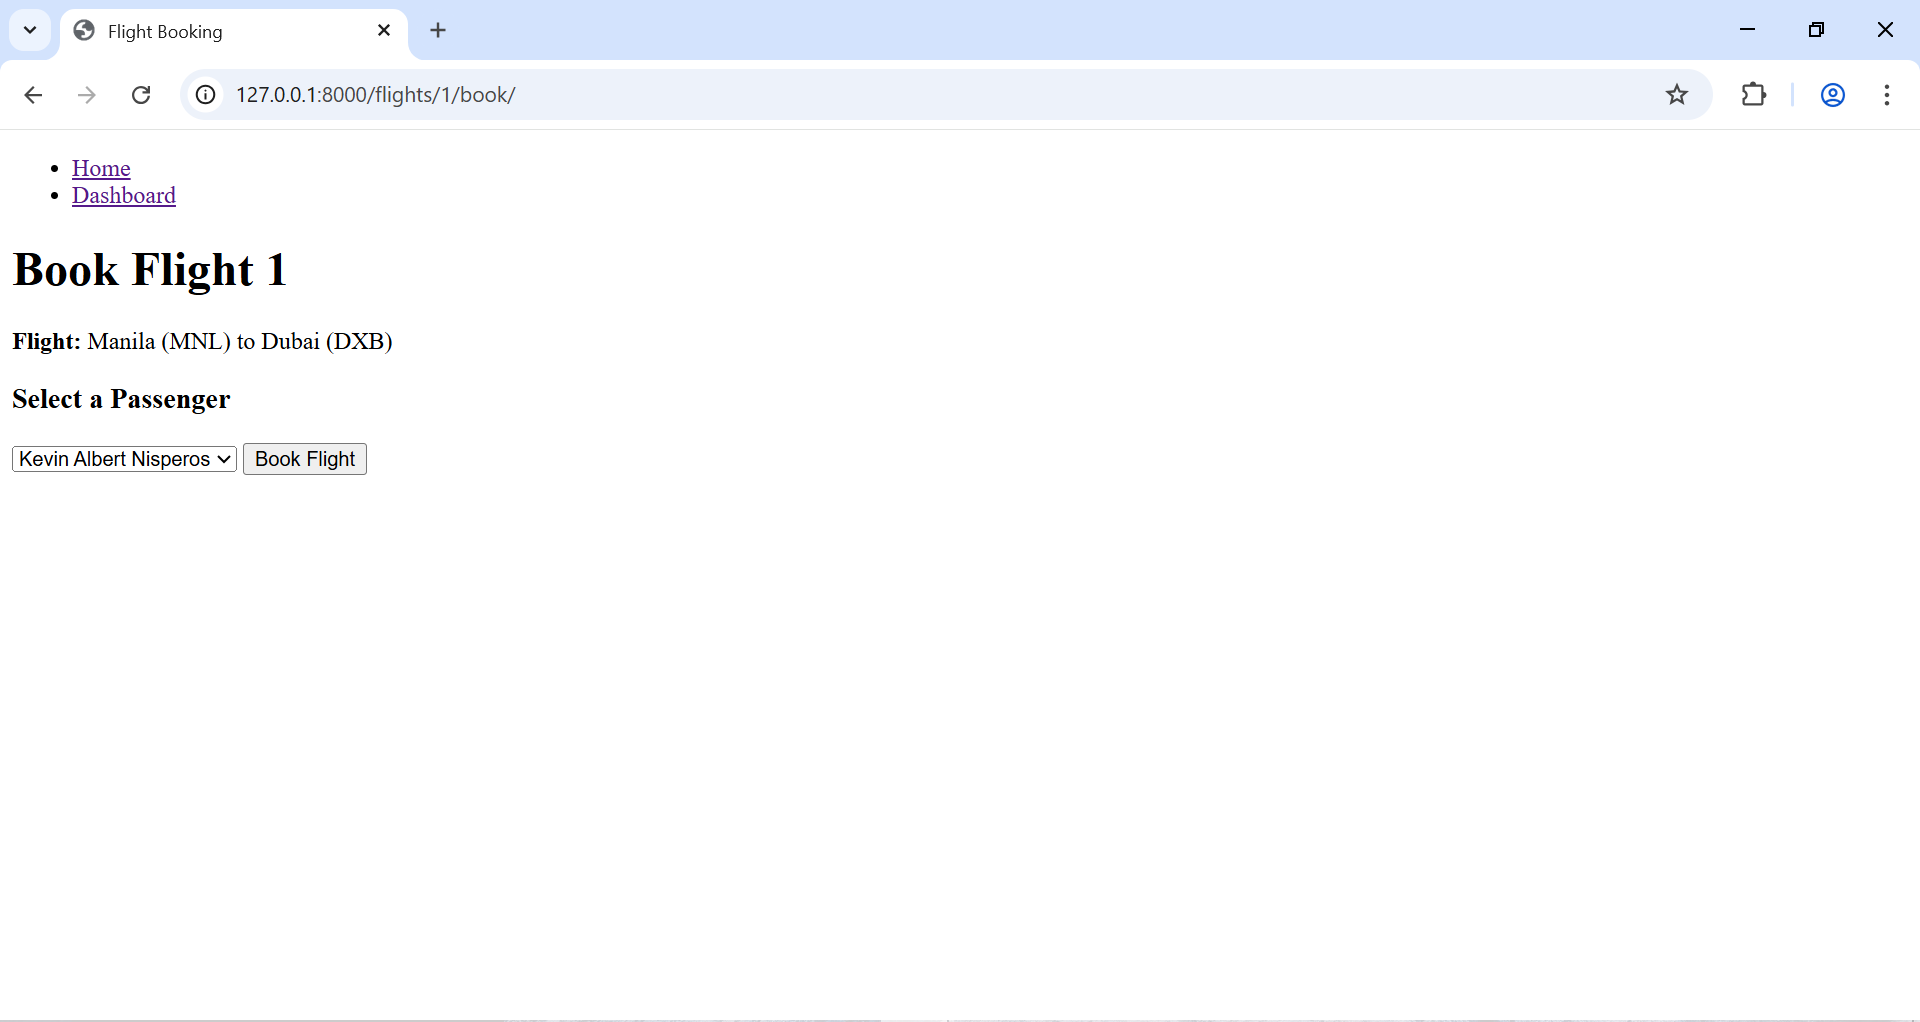 Flight Booking
127.0.0.1:8000/flights/1/book/
Home
Dashboard
Book Flight 1
Flight: Manila (MNL) to Dubai (DXB)
Select a Passenger
Kevin Albert Nisperos Book Flight